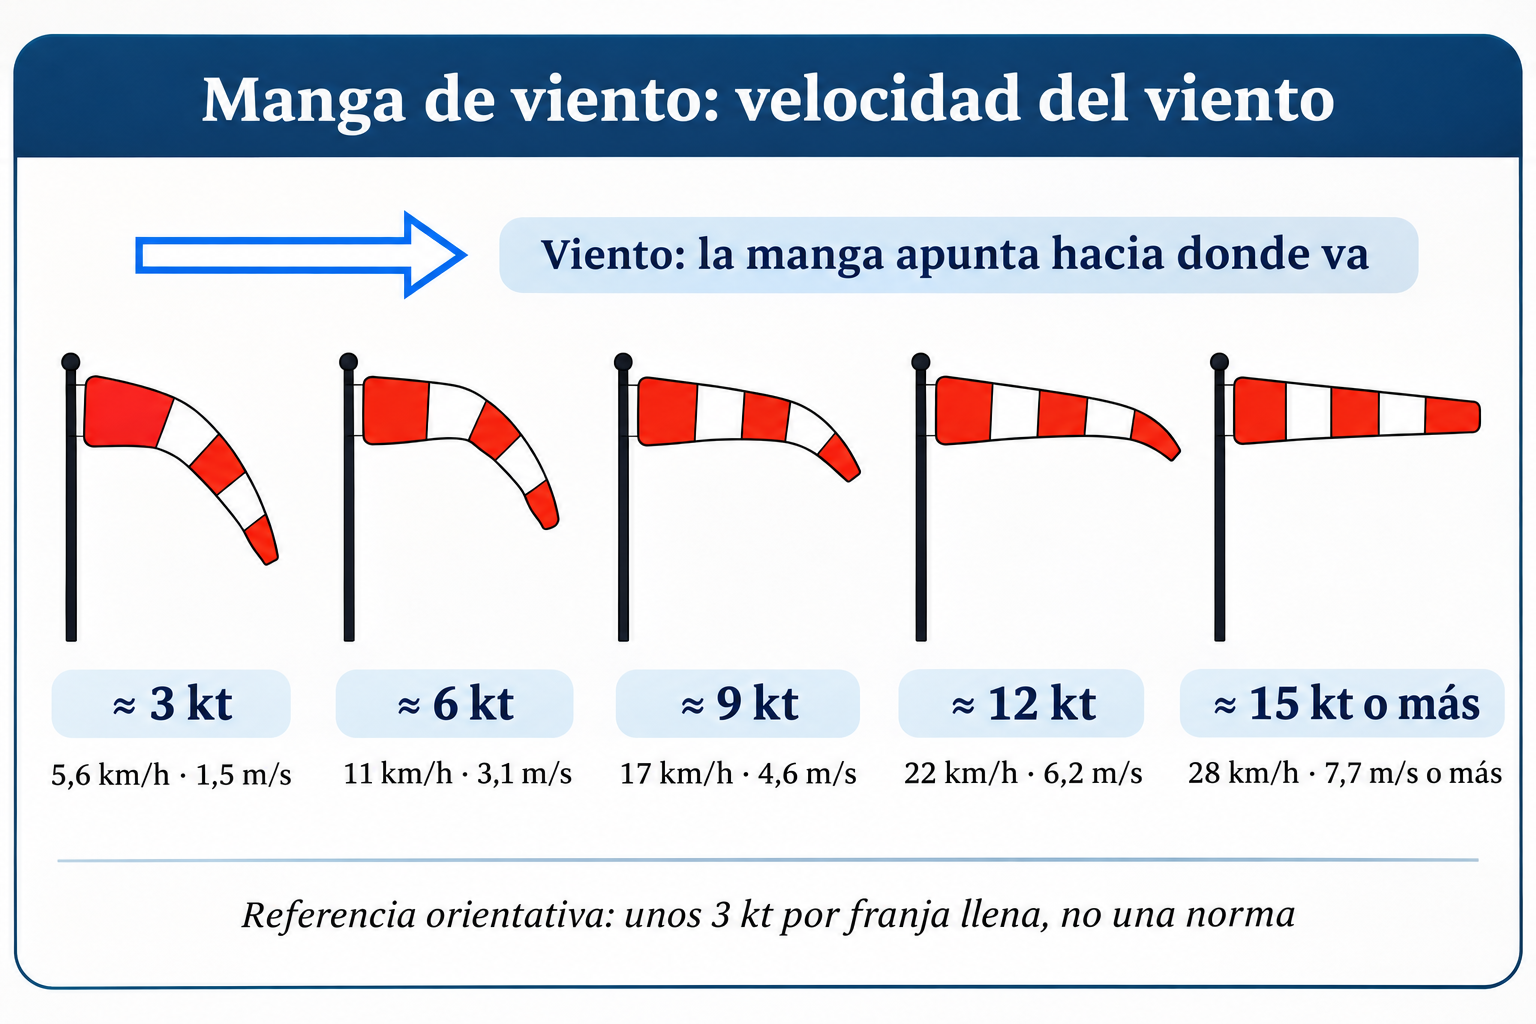 Manga de viento: velocidad del viento
Viento: la manga apunta hacia donde va
≈ 3 kt
≈ 6 kt
≈ 9 kt
≈ 12 kt
≈ 15 kt o más
5,6 km/h · 1,5 m/s
11 km/h · 3,1 m/s
17 km/h · 4,6 m/s
22 km/h · 6,2 m/s
28 km/h · 7,7 m/s o más
Referencia orientativa: unos 3 kt por franja llena, no una norma